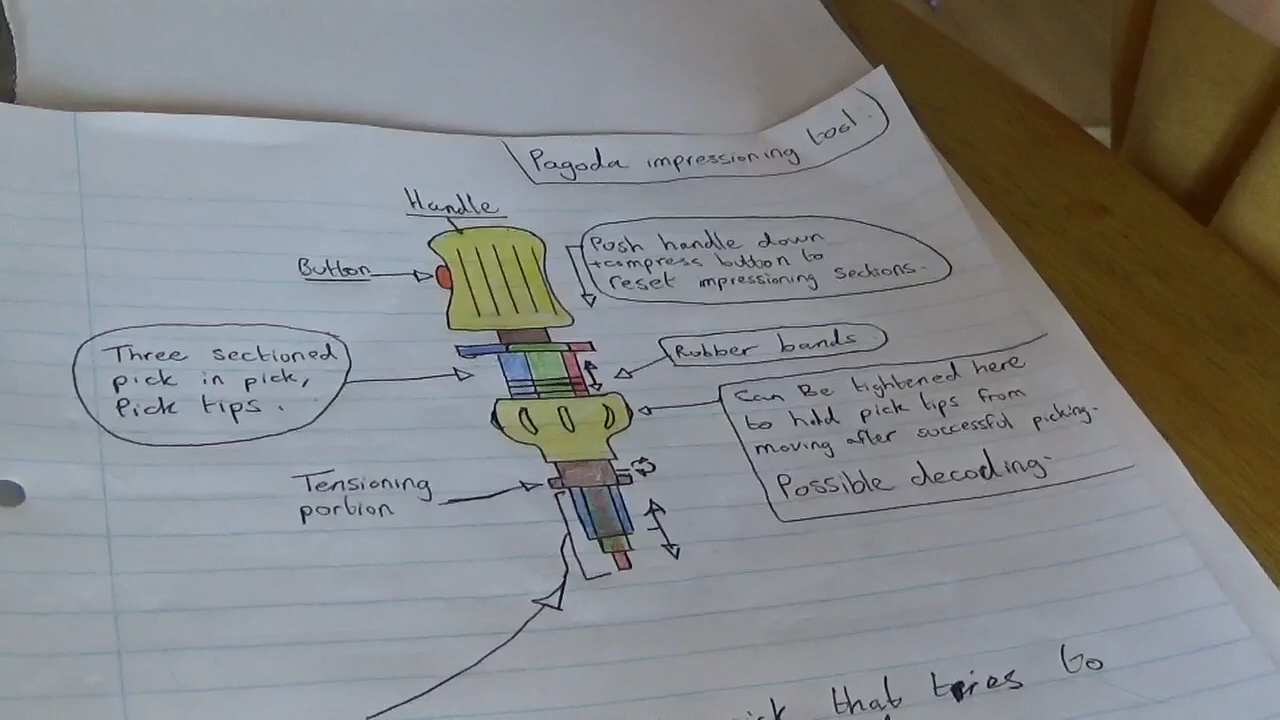 Pagoda impressioning tool.
Handle
Button
Push handle down
+compress button to
reset impressioning sections.
Three sectioned
pick in pick,
Pick tips.
Rubber bands.
Can Be tightened here
to hold pick tips from
moving after successful picking.
Possible decoding.
Tensioning
portion
that tries to